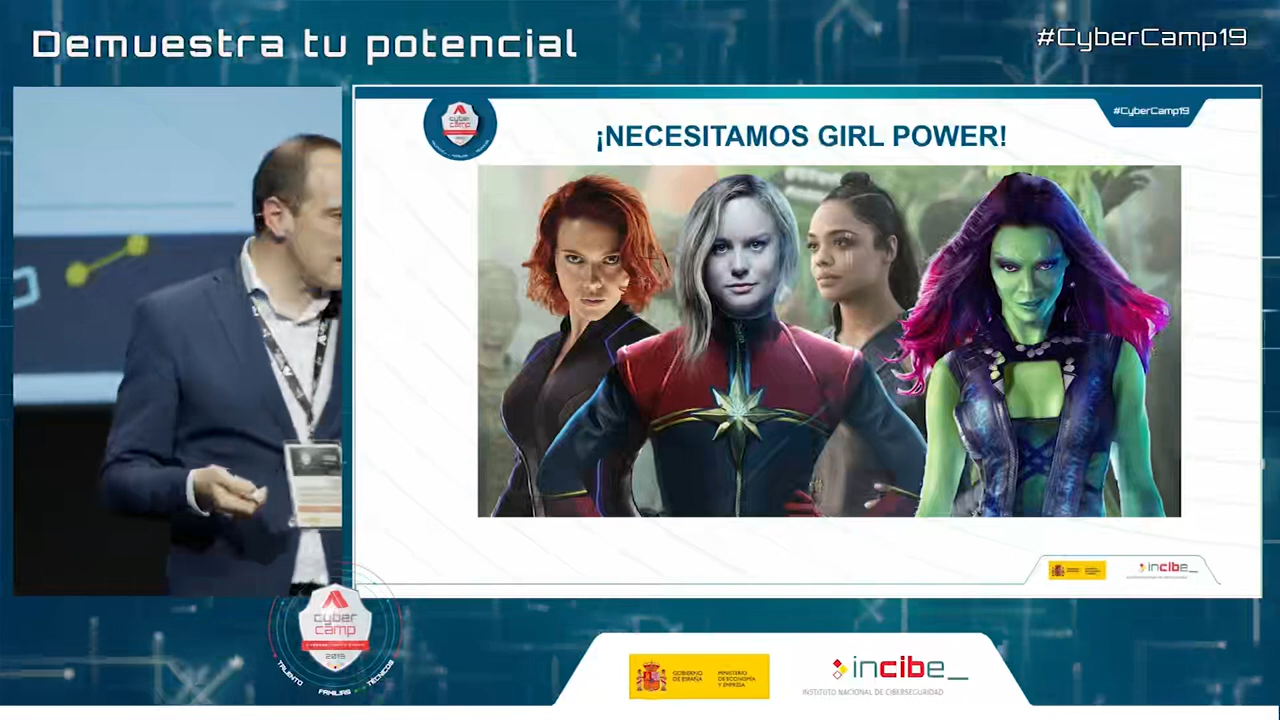 Demuestra tu potencial
#CyberCamp19
#CyberCamp19
cyber
camp
¡NECESITAMOS GIRL POWER!
incibe_
cyber
camp
2019
TALENTO
FAMILIAS
TÉCNICOS
GOBIERNO
DE ESPAÑA
MINISTERIO
DE ECONOMÍA
Y EMPRESA
incibe_
INSTITUTO NACIONAL DE CIBERSEGURIDAD